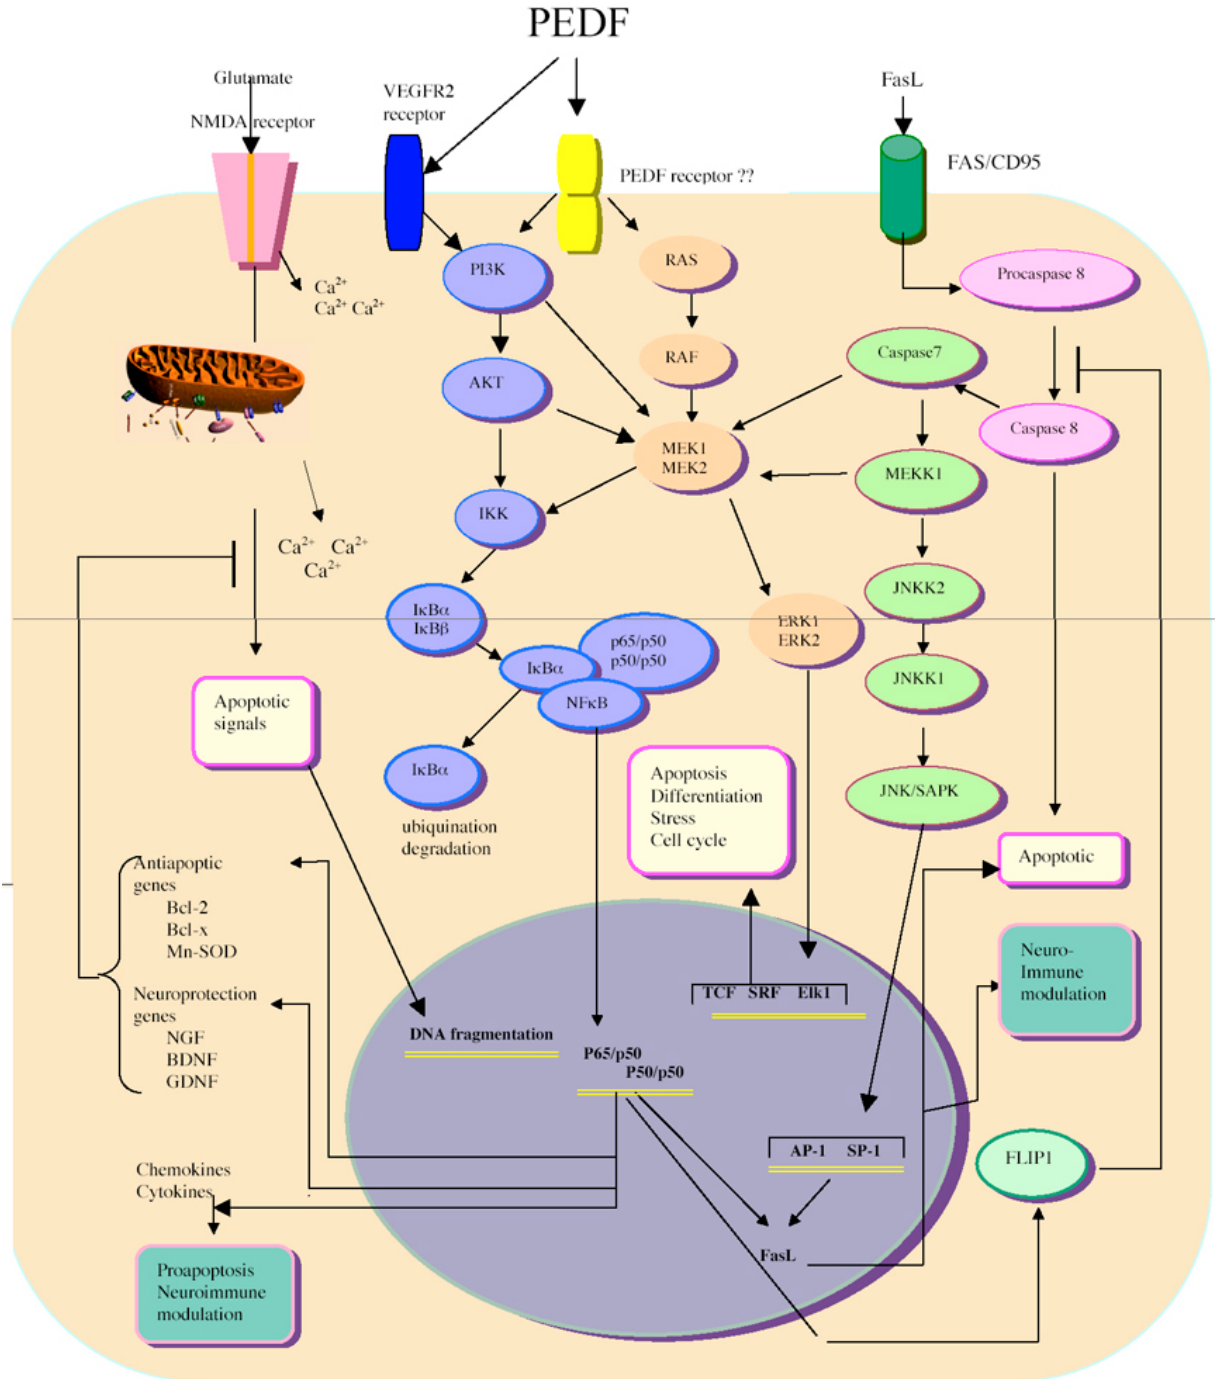 PEDF
Glutamate
NMDA receptor
VEGFR2
receptor
PEDF receptor ??
FasL
FAS/CD95
Ca²⁺
Ca²⁺ Ca²⁺
PI3K
RAS
Procaspase 8
AKT
RAF
Caspase7
Caspase 8
MEK1
MEK2
MEKK1
IKK
Ca²⁺ Ca²⁺
Ca²⁺
JNKK2
IκBα
IκBβ
ERK1
ERK2
p65/p50
p50/p50
IκBα
NFκB
JNKK1
Apoptotic
signals
IκBα
ubiquination
degradation
Apoptosis
Differentiation
Stress
Cell cycle
JNK/SAPK
Apoptotic
Antiapoptic
genes
Bcl-2
Bcl-x
Mn-SOD
Neuroprotection
genes
NGF
BDNF
GDNF
Neuro-
Immune
modulation
TCF SRF Elk1
DNA fragmentation
P65/p50
P50/p50
AP-1 SP-1
FLIP1
Chemokines
Cytokines
FasL
Proapoptosis
Neuroimmune
modulation